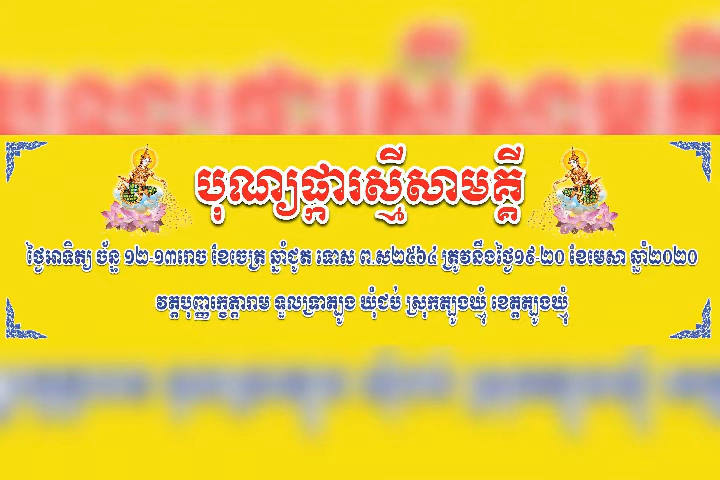 បុណ្យផ្ការរស្មីសាមគ្គី
ថ្ងៃអាទិត្យ ច័ន្ទ ១២-១៣រោច ខែចេត្រ ឆ្នាំជូត ទោស ព.ស២៥៦៤ ត្រូវនឹងថ្ងៃ១៩-២០ ខែមេសា ឆ្នាំ២០២០
វត្តបុញ្ញក្ខេត្តារាម ទួលទ្រាត្បូង ឃុំជប់ ស្រុកត្បូងឃ្មុំ ខេត្តត្បូងឃ្មុំ